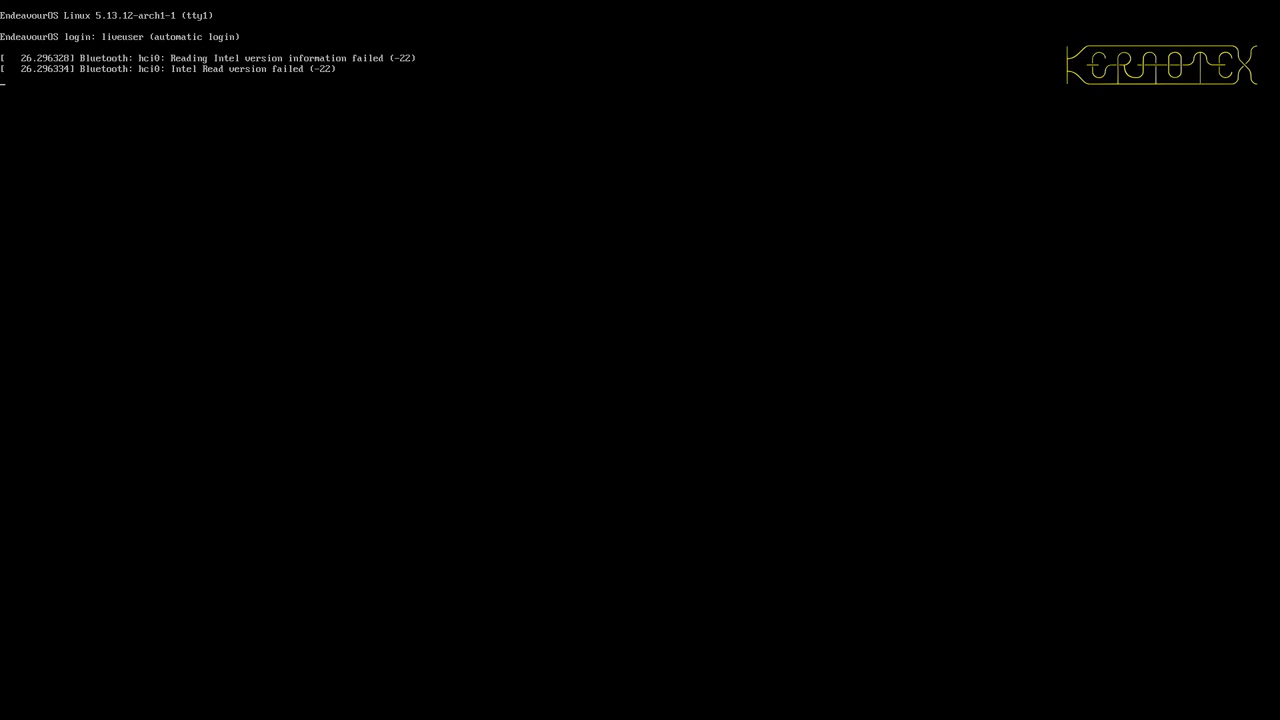 EndeavourOS Linux 5.13.12-arch1-1 (tty1)
EndeavourOS login: liveuser (automatic login)
[   26.296328] Bluetooth: hci0: Reading Intel version information failed (-22)
[   26.296334] Bluetooth: hci0: Intel Read version failed (-22)
KERAOTEX